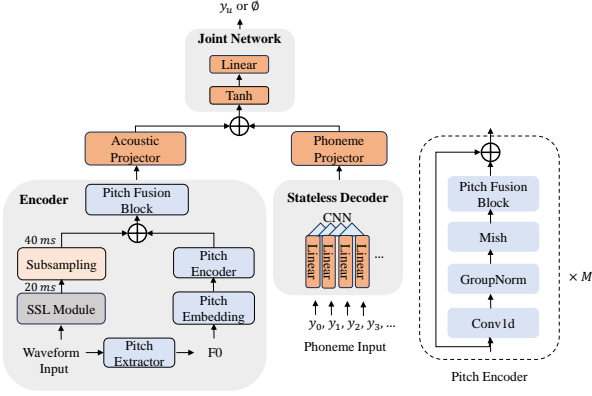 y_u or Ø
Joint Network
Linear
Tanh
Acoustic
Projector
Phoneme
Projector
Encoder
Pitch Fusion
Block
40 ms
Subsampling
20 ms
SSL Module
Waveform
Input
Pitch
Extractor
F0
Pitch
Encoder
Pitch
Embedding
Stateless Decoder
CNN
Linear
Linear
Linear
Linear
...
y_0, y_1, y_2, y_3, ...
Phoneme Input
Pitch Fusion
Block
Mish
GroupNorm
Conv1d
× M
Pitch Encoder